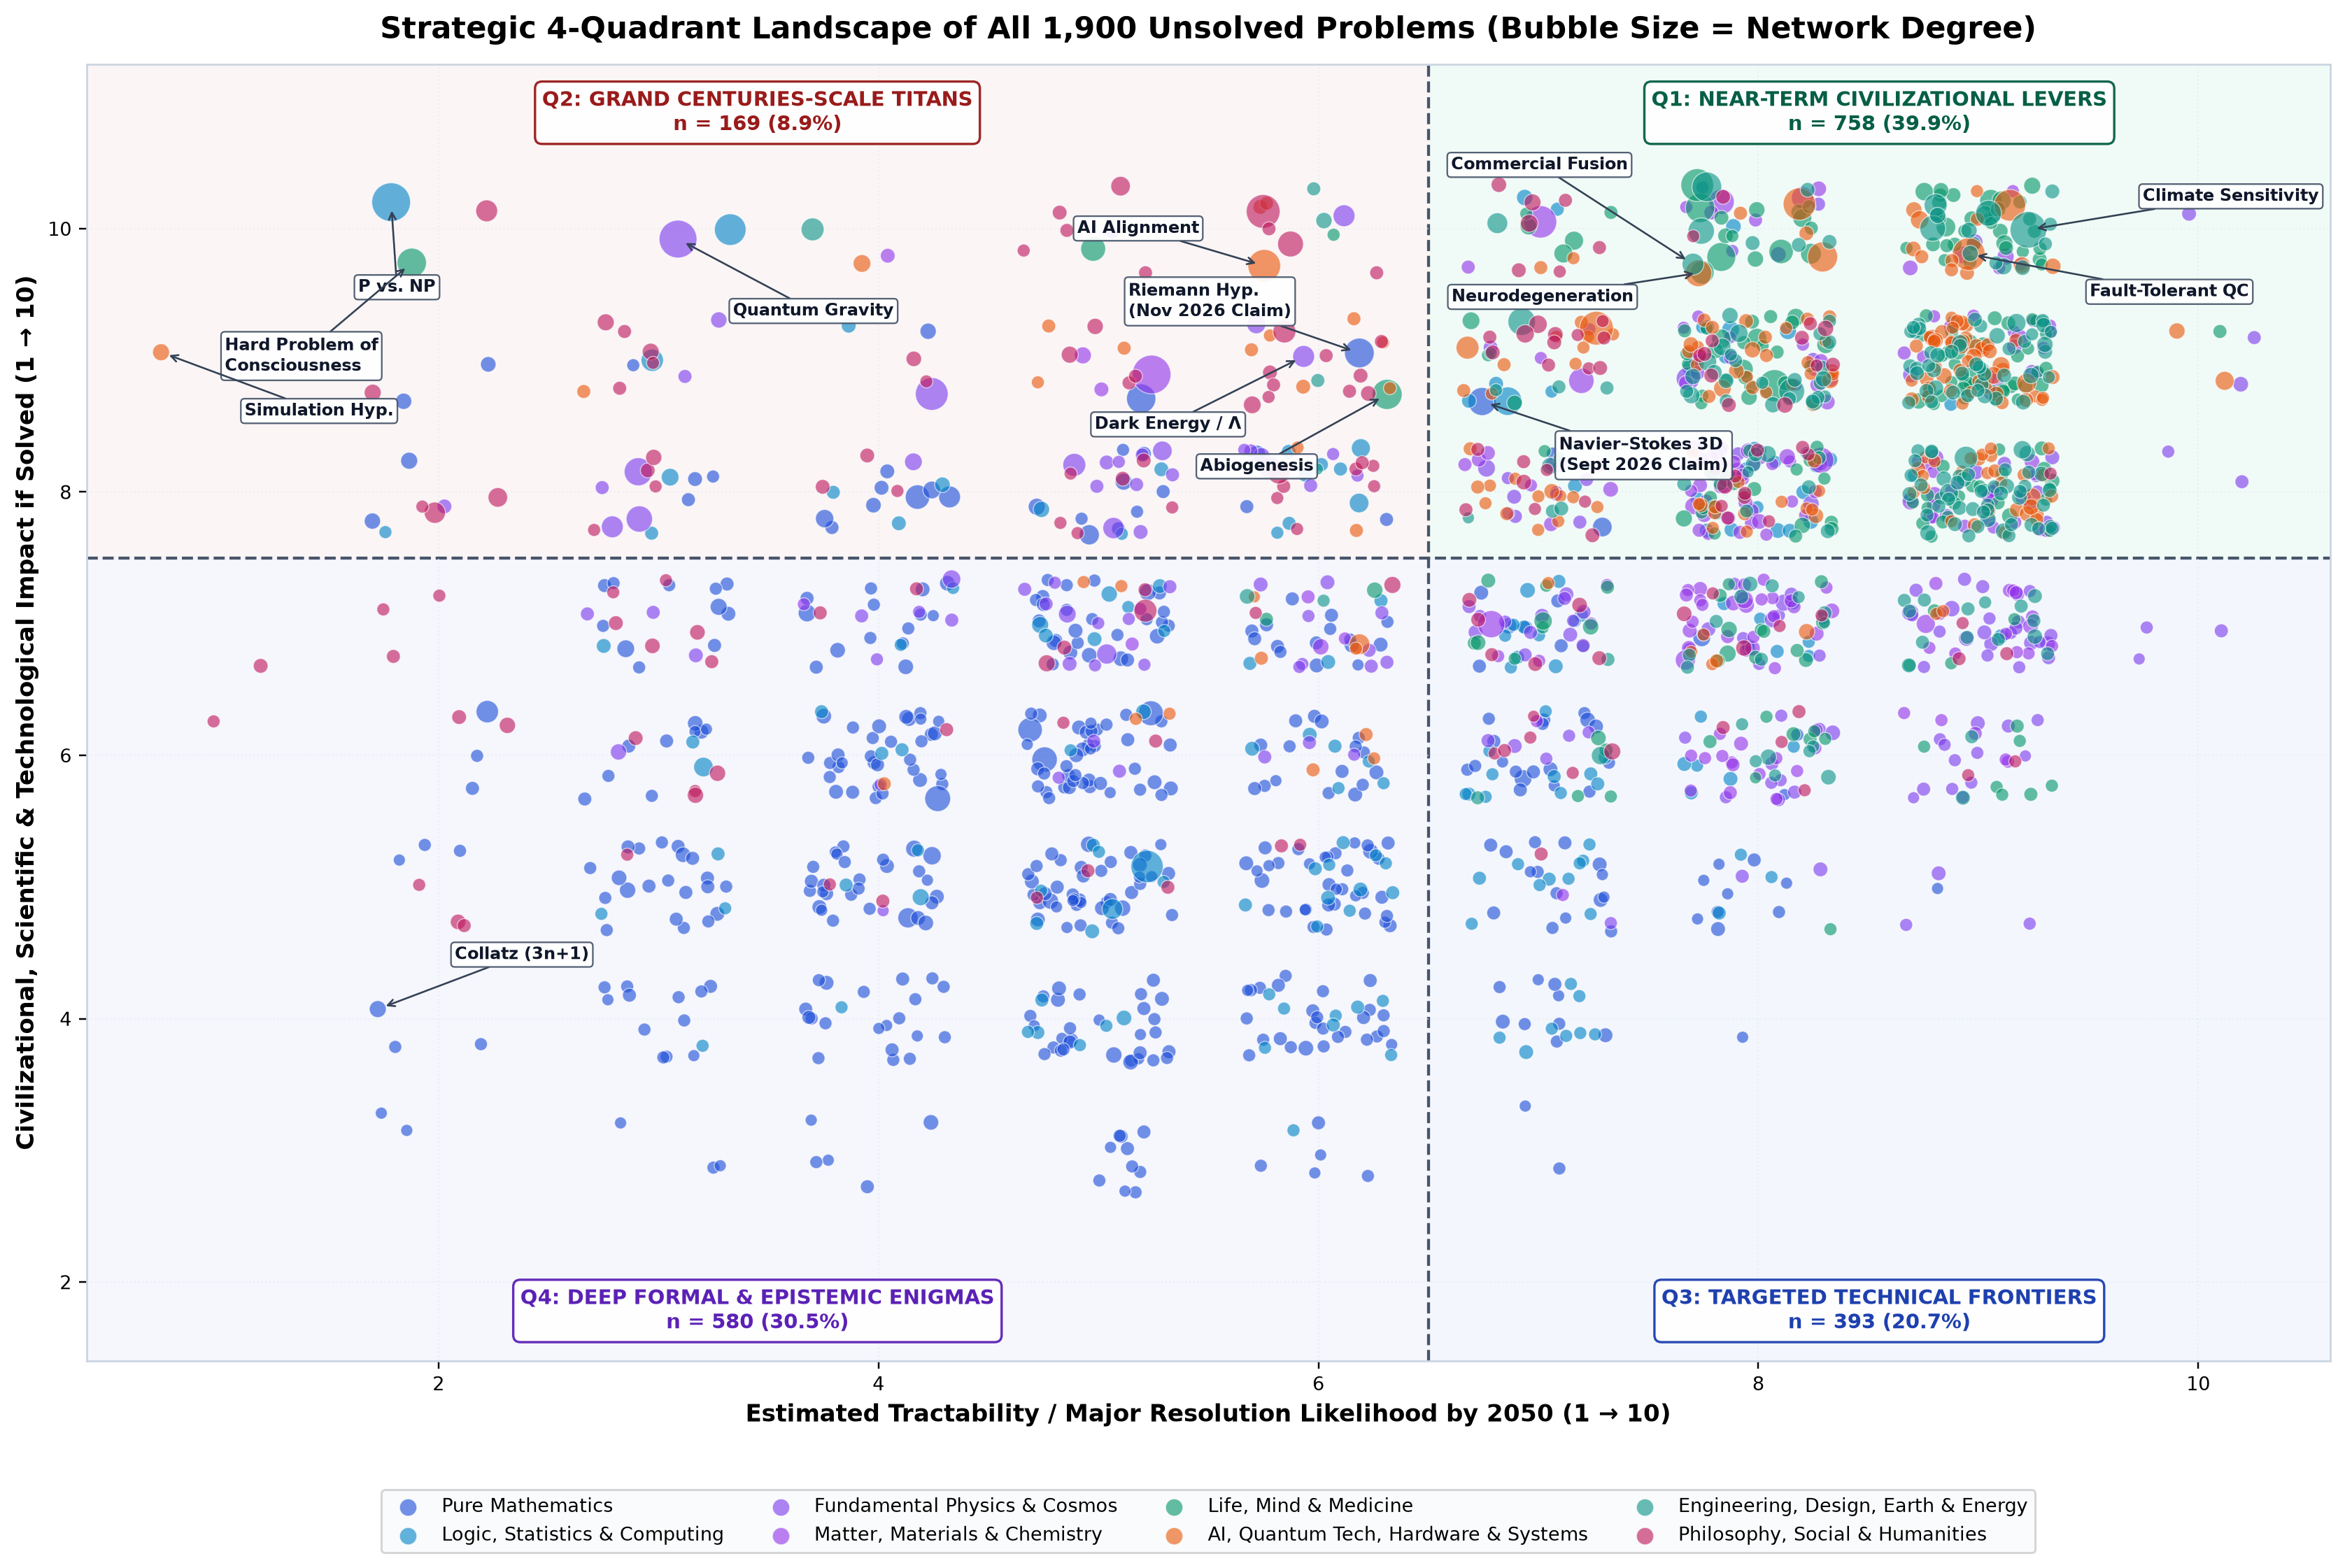 Strategic 4-Quadrant Landscape of All 1,900 Unsolved Problems (Bubble Size = Network Degree)
Q2: GRAND CENTURIES-SCALE TITANS
n = 169 (8.9%)
Q1: NEAR-TERM CIVILIZATIONAL LEVERS
n = 758 (39.9%)
Commercial Fusion
Climate Sensitivity
AI Alignment
P vs. NP
Quantum Gravity
Riemann Hyp.
(Nov 2026 Claim)
Neurodegeneration
Fault-Tolerant QC
Hard Problem of
Consciousness
Simulation Hyp.
Dark Energy / Λ
Abiogenesis
Navier–Stokes 3D
(Sept 2026 Claim)
Collatz (3n+1)
Q4: DEEP FORMAL & EPISTEMIC ENIGMAS
n = 580 (30.5%)
Q3: TARGETED TECHNICAL FRONTIERS
n = 393 (20.7%)
Civilizational, Scientific & Technological Impact if Solved (1 → 10)
10
8
6
4
2
2
4
6
8
10
Estimated Tractability / Major Resolution Likelihood by 2050 (1 → 10)
Pure Mathematics
Logic, Statistics & Computing
Fundamental Physics & Cosmos
Matter, Materials & Chemistry
Life, Mind & Medicine
AI, Quantum Tech, Hardware & Systems
Engineering, Design, Earth & Energy
Philosophy, Social & Humanities